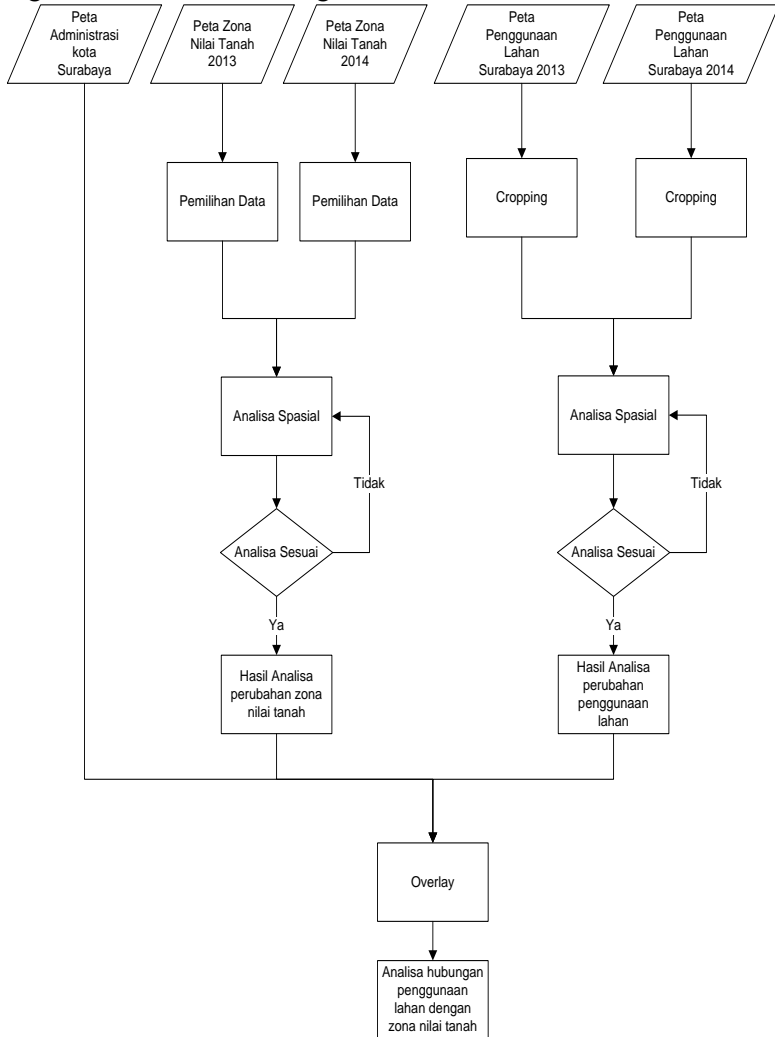 Peta
Administrasi
kota
Surabaya
Peta Zona
Nilai Tanah
2013
Peta Zona
Nilai Tanah
2014
Peta
Penggunaan
Lahan
Surabaya 2013
Peta
Penggunaan
Lahan
Surabaya 2014
Pemilihan Data
Pemilihan Data
Cropping
Cropping
Analisa Spasial
Analisa Spasial
Tidak
Tidak
Analisa Sesuai
Analisa Sesuai
Ya
Ya
Hasil Analisa
perubahan zona
nilai tanah
Hasil Analisa
perubahan
penggunaan
lahan
Overlay
Analisa hubungan
penggunaan
lahan dengan
zona nilai tanah